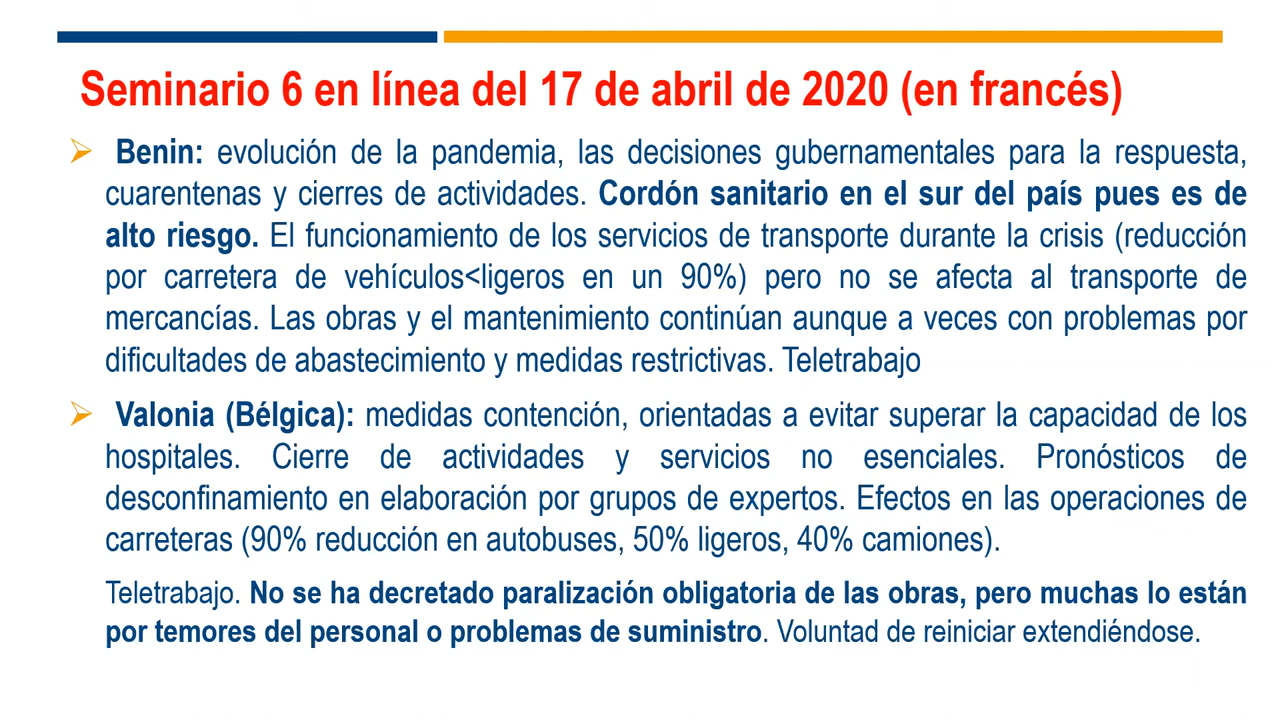 Seminario 6 en línea del 17 de abril de 2020 (en francés)
Benin: evolución de la pandemia, las decisiones gubernamentales para la respuesta,
cuarentenas y cierres de actividades. Cordón sanitario en el sur del país pues es de
alto riesgo. El funcionamiento de los servicios de transporte durante la crisis (reducción
por carretera de vehículos<ligeros en un 90%) pero no se afecta al transporte de
mercancías. Las obras y el mantenimiento continúan aunque a veces con problemas por
dificultades de abastecimiento y medidas restrictivas. Teletrabajo
Valonia (Bélgica): medidas contención, orientadas a evitar superar la capacidad de los
hospitales. Cierre de actividades y servicios no esenciales. Pronósticos de
desconfinamiento en elaboración por grupos de expertos. Efectos en las operaciones de
carreteras (90% reducción en autobuses, 50% ligeros, 40% camiones).
Teletrabajo. No se ha decretado paralización obligatoria de las obras, pero muchas lo están
por temores del personal o problemas de suministro. Voluntad de reiniciar extendiéndose.